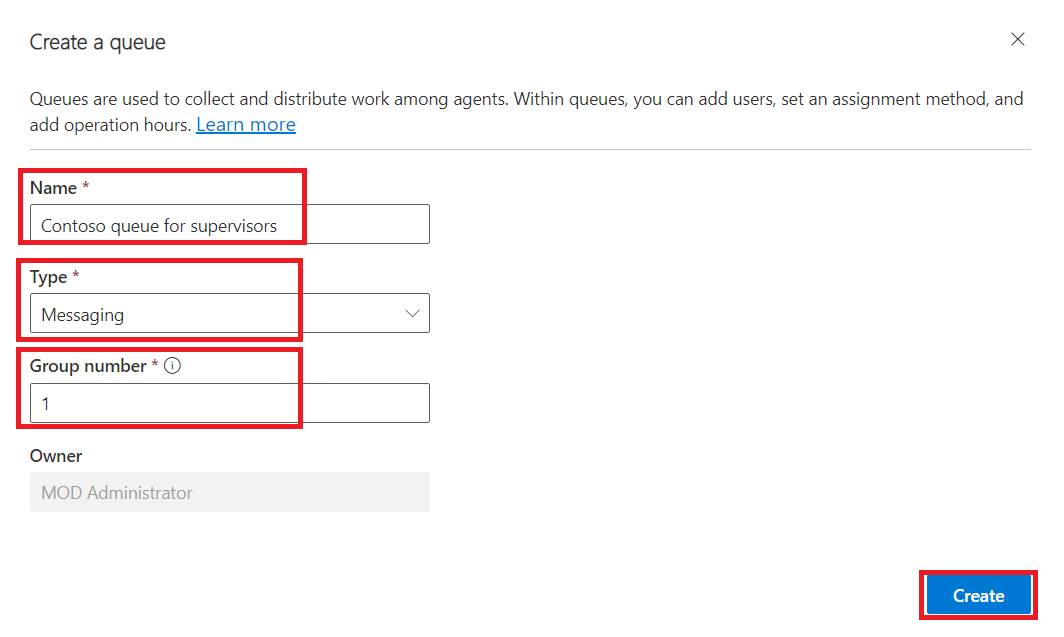 Create a queue
Queues are used to collect and distribute work among agents. Within queues, you can add users, set an assignment method, and
add operation hours. Learn more
Name *
Contoso queue for supervisors
Type *
Messaging
Group number *
1
Owner
MOD Administrator
Create